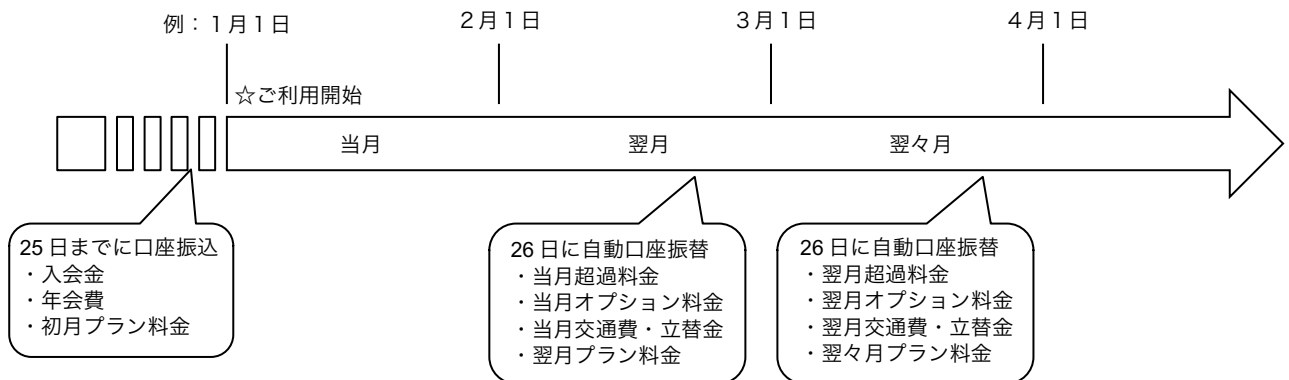 例：１月１日
２月１日
３月１日
４月１日
☆ご利用開始
当月
翌月
翌々月
25 日までに口座振込
・入会金
・年会費
・初月プラン料金
26 日に自動口座振替
・当月超過料金
・当月オプション料金
・当月交通費・立替金
・翌月プラン料金
26 日に自動口座振替
・翌月超過料金
・翌月オプション料金
・翌月交通費・立替金
・翌々月プラン料金